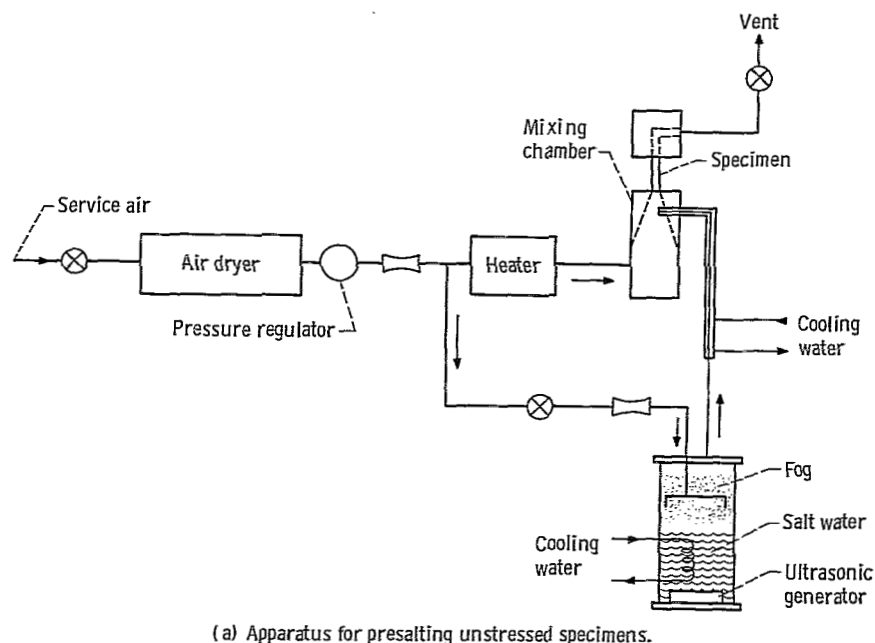 Vent
Mixing
chamber
Specimen
Service air
Air dryer
Heater
Pressure regulator
Cooling
water
Fog
Salt water
Cooling
water
Ultrasonic
generator
(a) Apparatus for presalting unstressed specimens.